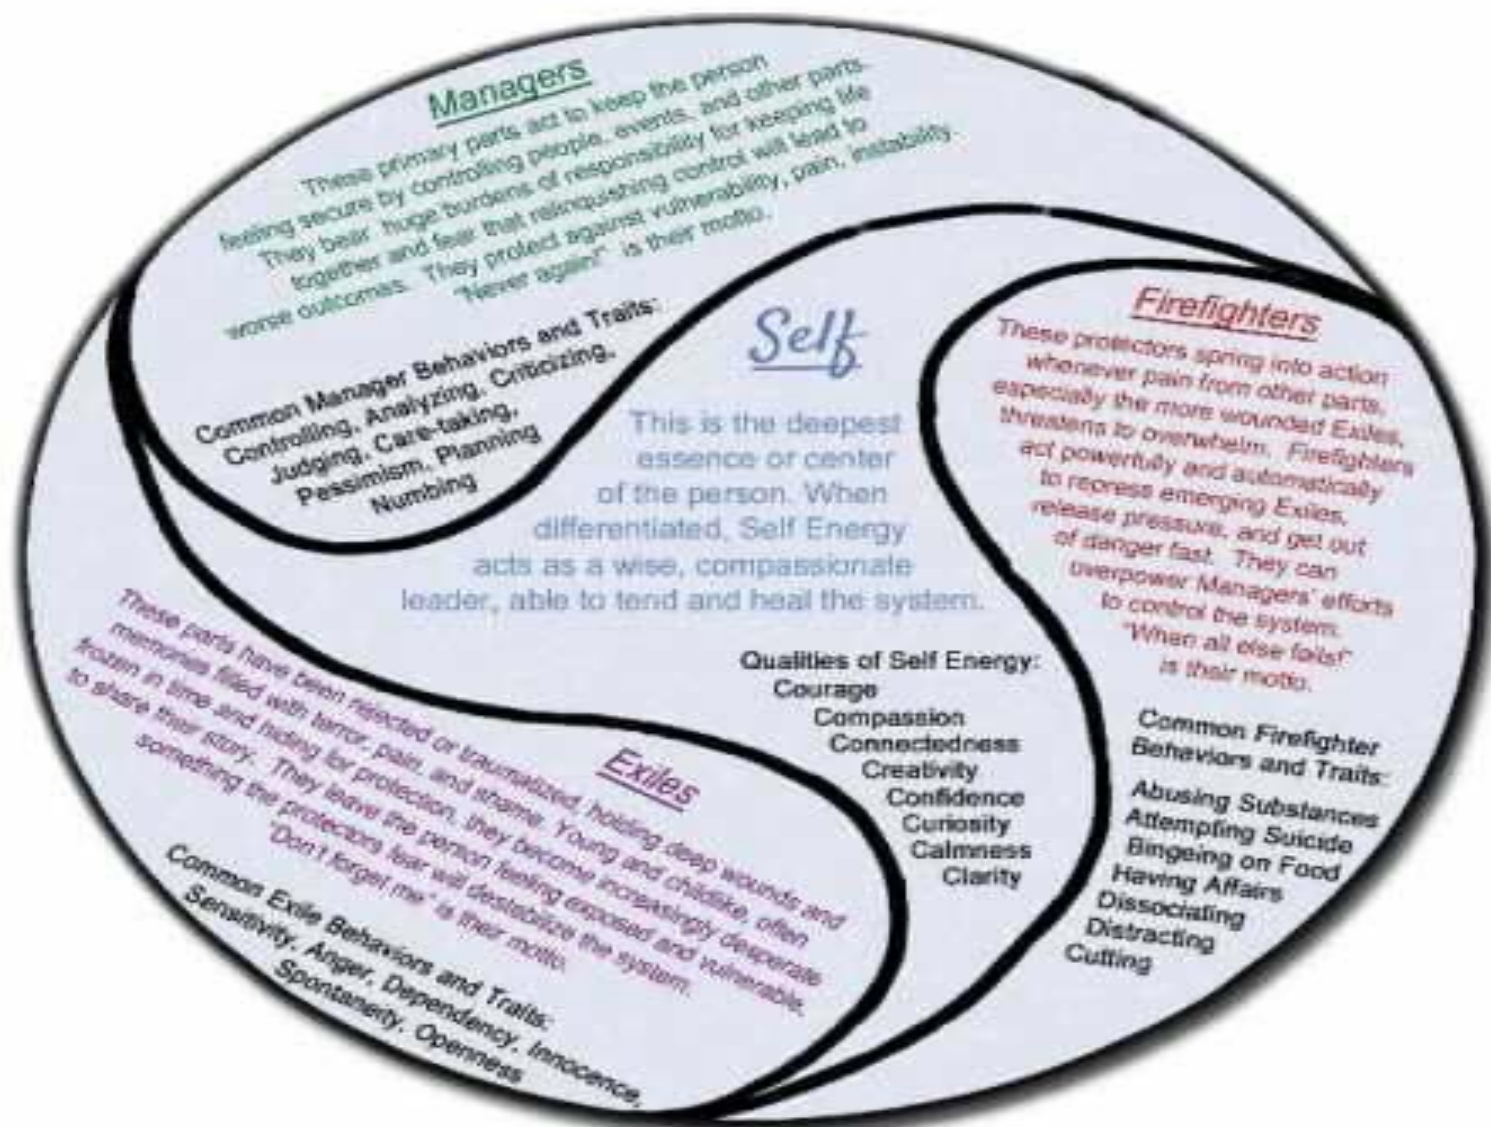 Managers
These primary parts act to keep the person
feeling secure by controlling people, events, and other parts.
They bear huge burdens of responsibility for keeping life
together and fear that relinquishing control will lead to
worse outcomes. They protect against vulnerability, pain, instability.
"Never again!" is their motto.
Common Manager Behaviors and Traits:
Controlling, Analyzing, Criticizing,
Judging, Care-taking,
Pessimism, Planning
Numbing
Self
This is the deepest
essence or center
of the person. When
differentiated, Self Energy
acts as a wise, compassionate
leader, able to tend and heal the system.
Qualities of Self Energy:
Courage
Compassion
Connectedness
Creativity
Confidence
Curiosity
Calmness
Clarity
Firefighters
These protectors spring into action
whenever pain from other parts,
especially the more wounded Exiles,
threatens to overwhelm. Firefighters
act powerfully and automatically
to repress emerging Exiles,
release pressure, and get out
of danger fast. They can
overpower Managers' efforts
to control the system.
"When all else fails!"
is their motto.
Common Firefighter
Behaviors and Traits:
Abusing Substances
Attempting Suicide
Bingeing on Food
Having Affairs
Dissociating
Distracting
Cutting
Exiles
These parts have been rejected or traumatized, holding deep wounds and
memories filled with terror, pain, and shame. Young and childlike, often
frozen in time and hiding for protection, they become increasingly desperate
to share their story. They leave the person feeling exposed and vulnerable,
something the protectors fear will destabilize the system.
"Don't forget me" is their motto.
Common Exile Behaviors and Traits:
Sensitivity, Anger, Dependency, Innocence,
Spontaneity, Openness